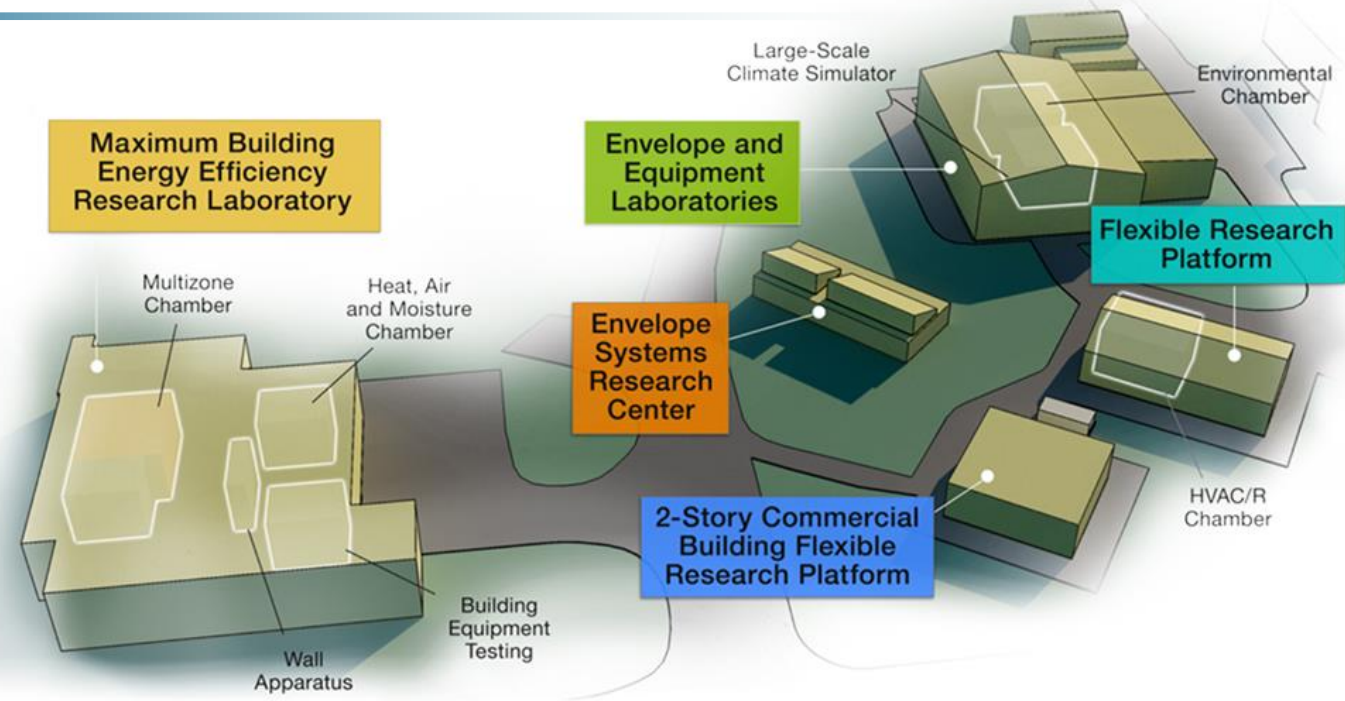 Large-Scale
Climate Simulator
Environmental
Chamber
Maximum Building
Energy Efficiency
Research Laboratory
Envelope and
Equipment
Laboratories
Flexible Research
Platform
Multizone
Chamber
Heat, Air
and Moisture
Chamber
Envelope
Systems
Research
Center
HVAC/R
Chamber
2-Story Commercial
Building Flexible
Research Platform
Building
Equipment
Testing
Wall
Apparatus